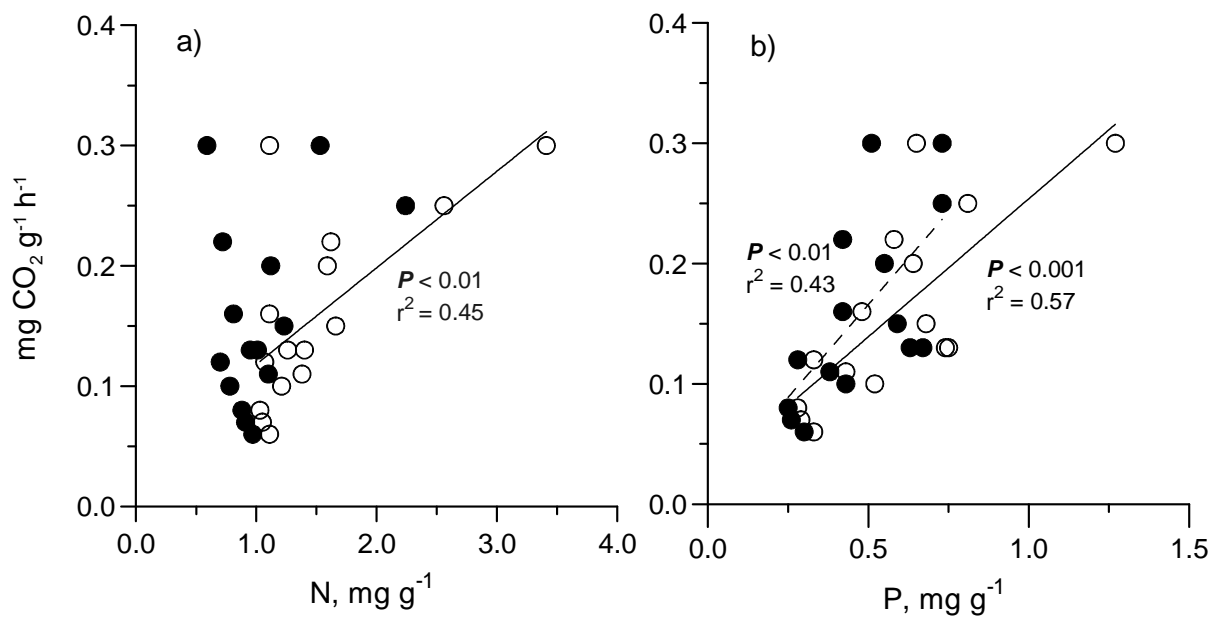 a)
b)
0.4
0.3
0.2
0.1
0.0
mg CO₂ g⁻¹ h⁻¹
P < 0.01
r² = 0.45
0.0
1.0
2.0
3.0
4.0
N, mg g⁻¹
0.4
0.3
0.2
0.1
0.0
P < 0.01
r² = 0.43
P < 0.001
r² = 0.57
0.0
0.5
1.0
1.5
P, mg g⁻¹